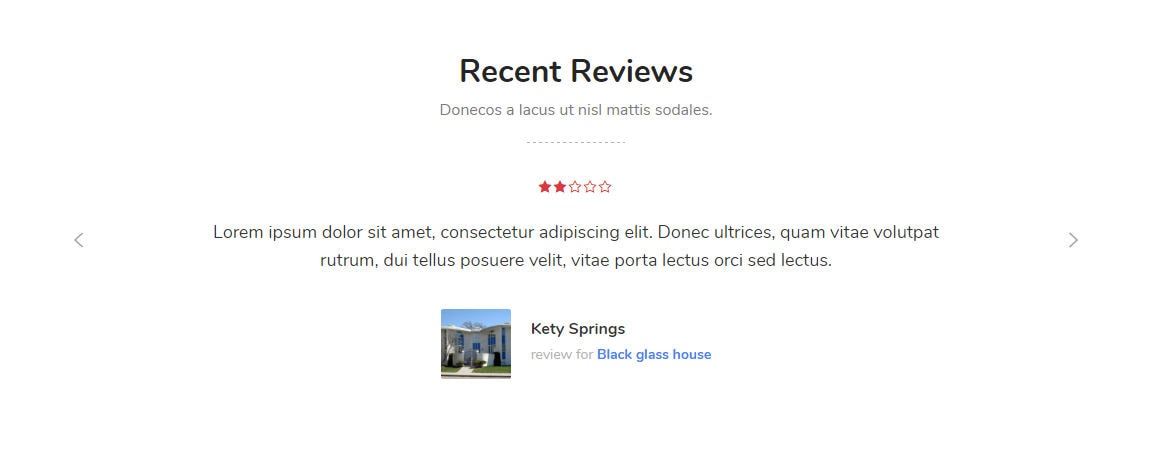 Recent Reviews
Donecos a lacus ut nisl mattis sodales.
Lorem ipsum dolor sit amet, consectetur adipiscing elit. Donec ultrices, quam vitae volutpat
rutrum, dui tellus posuere velit, vitae porta lectus orci sed lectus.
Kety Springs
review for Black glass house